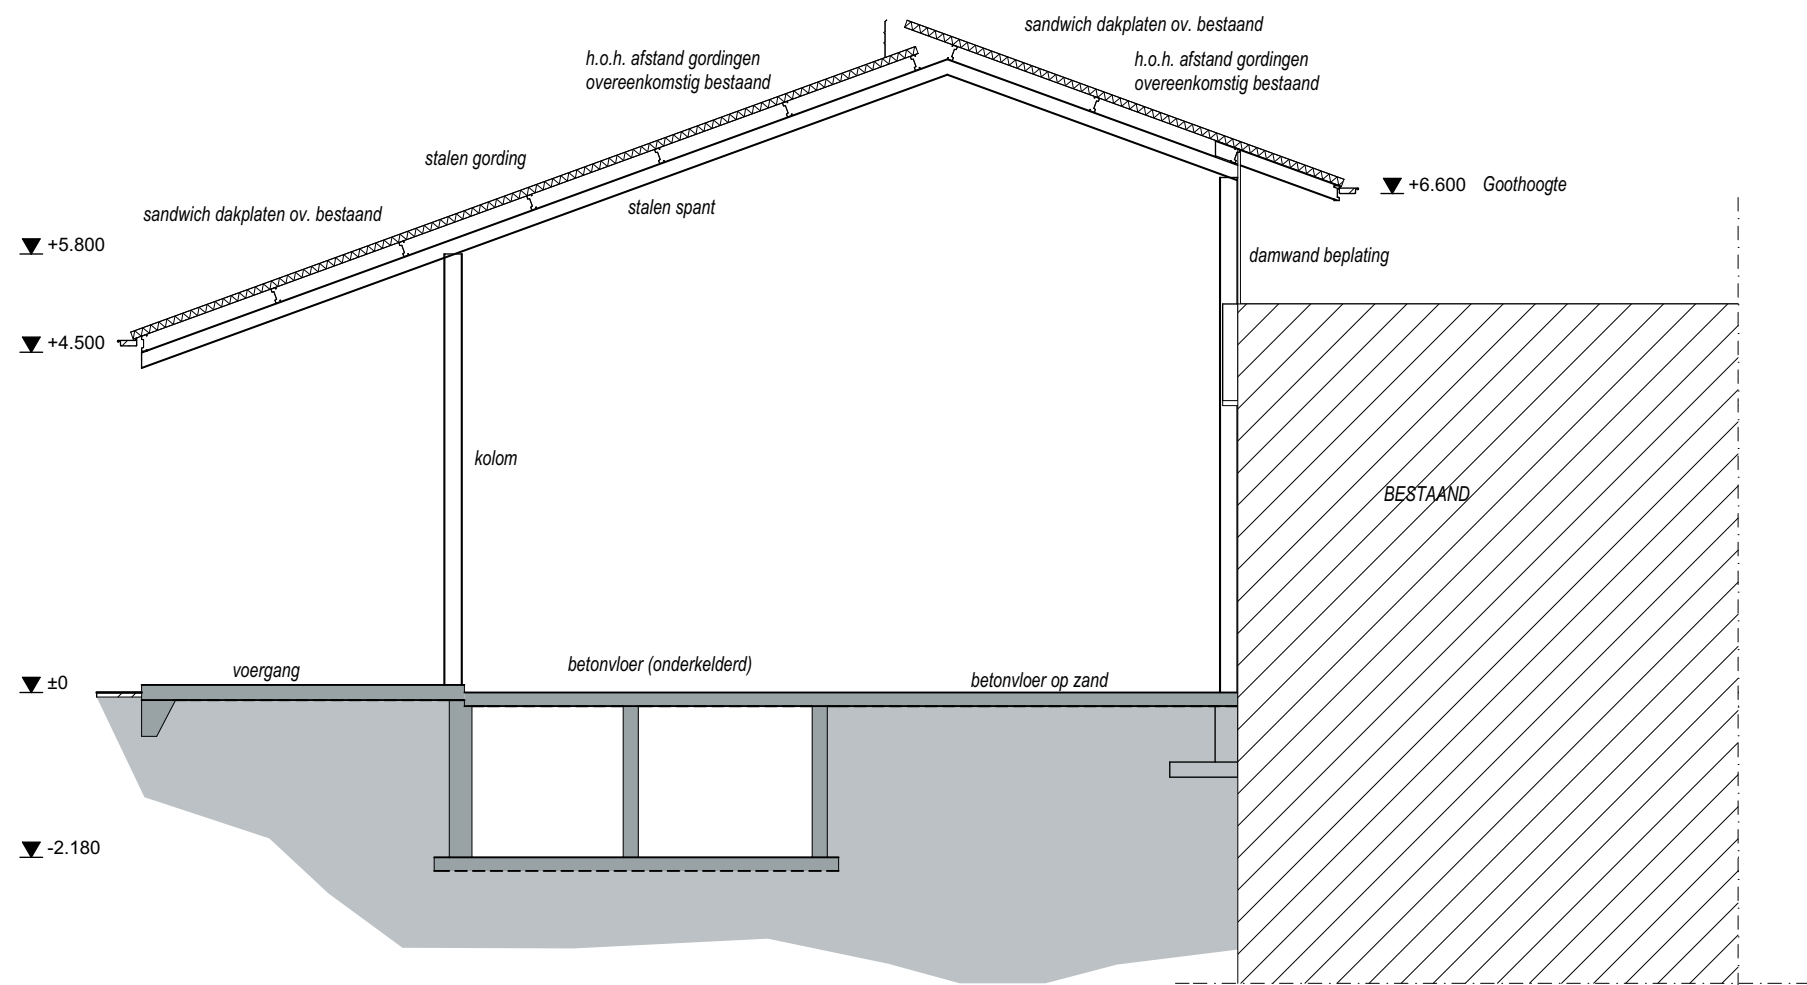 sandwich dakplaten ov. bestaand
h.o.h. afstand gordingen
overeenkomstig bestaand
h.o.h. afstand gordingen
overeenkomstig bestaand
stalen gording
+6.600 Goothoogte
stalen spant
sandwich dakplaten ov. bestaand
+5.800
damwand beplating
+4.500
kolom
BESTAAND
betonvloer (onderkelderd)
voergang
betonvloer op zand
±0
-2.180